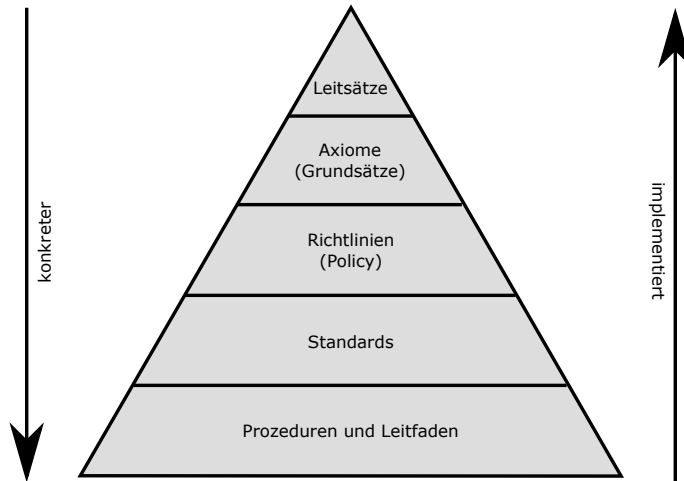 Leitsätze
Axiome
(Grundsätze)
Richtlinien
(Policy)
Standards
Prozeduren und Leitfaden
konkreter
implementiert